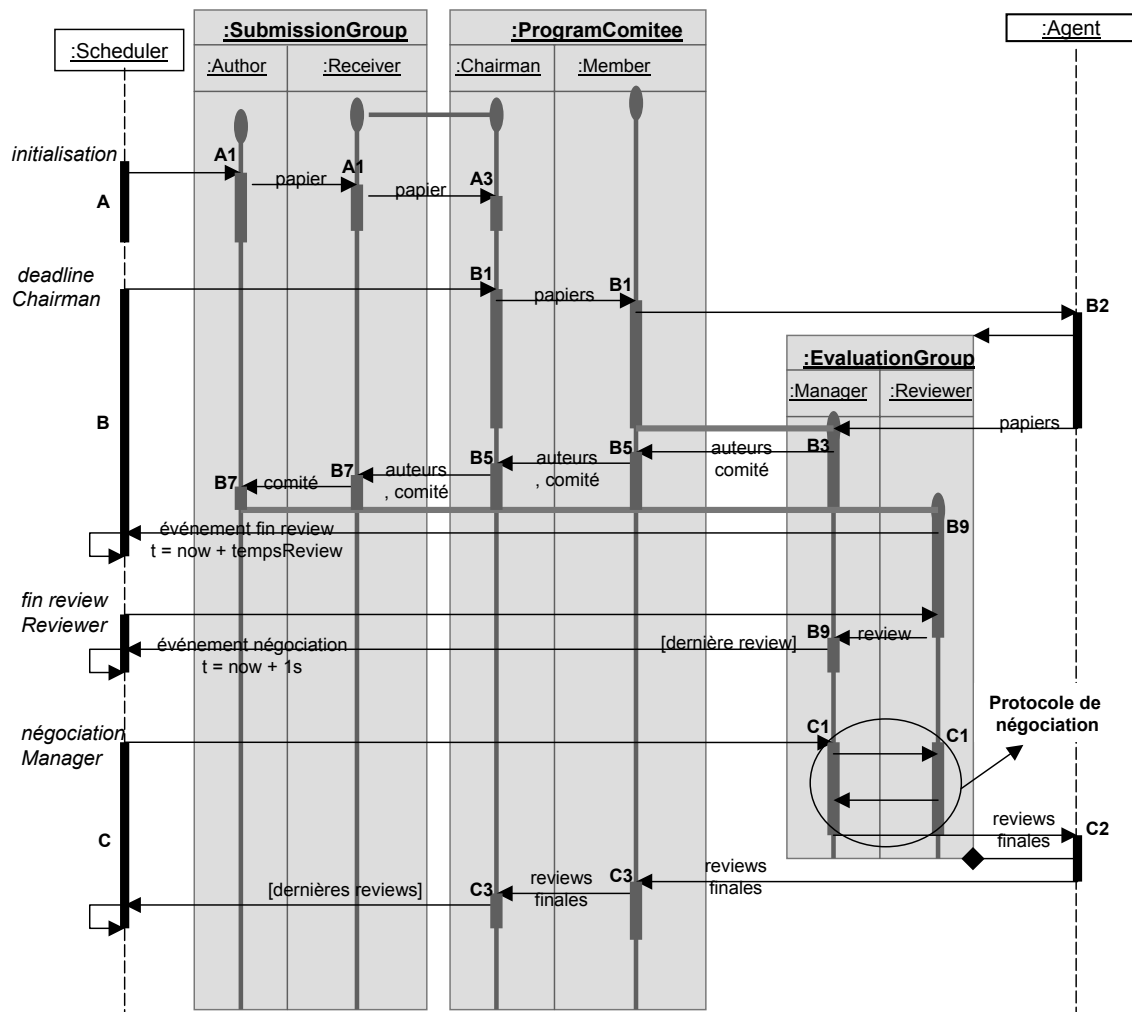 :SubmissionGroup
:ProgramComitee
:Agent
:Scheduler
:Author
:Receiver
:Chairman
:Member
initialisation
A1
papier
A1
papier
A3
A
deadline
Chairman
B1
papiers
B1
B2
:EvaluationGroup
:Manager
:Reviewer
B
papiers
B3
auteurs
comité
B5
auteurs
, comité
B5
auteurs
, comité
B7
comité
B7
événement fin review
t = now + tempsReview
B9
fin review
Reviewer
review
B9
[dernière review]
événement négociation
t = now + 1s
Protocole de
négociation
négociation
Manager
C1
C1
C
reviews
finales
C2
reviews
finales
C3
reviews
finales
C3
[dernières reviews]